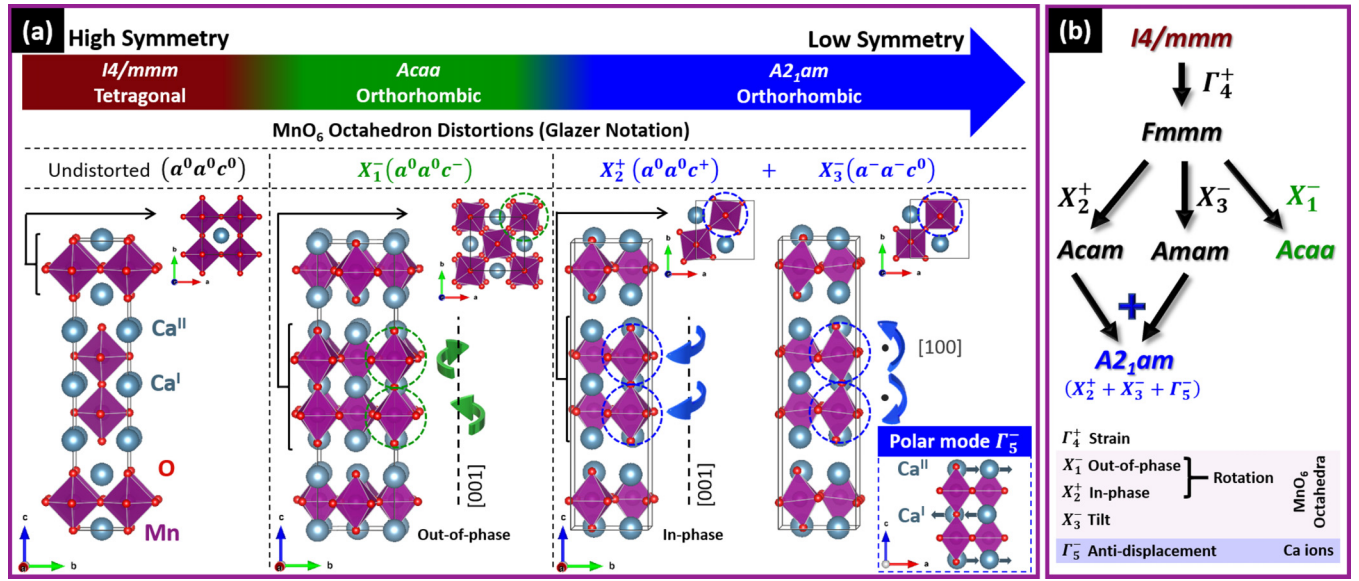 (a)
High Symmetry
Low Symmetry
I4/mmm
Tetragonal
Acaa
Orthorhombic
A2₁am
Orthorhombic
MnO₆ Octahedron Distortions (Glazer Notation)
Undistorted (a⁰a⁰c⁰)
X₁⁻(a⁰a⁰c⁻)
X₂⁺(a⁰a⁰c⁺) + X₃⁻(a⁻a⁻c⁰)
b
a
b
a
b
a
b
a
Caᴵᴵ
Caᴵ
O
Mn
c
b
[001]
Out-of-phase
c
b
[001]
In-phase
c
b
[100]
Polar mode Γ₅⁻
Caᴵᴵ
Caᴵ
c
a
(b)
I4/mmm
Γ₄⁺
Fmmm
X₂⁺ X₃⁻ X₁⁻
Acam Amam Acaa
+
A2₁am
(X₂⁺ + X₃⁻ + Γ₅⁻)
Γ₄⁺ Strain
X₁⁻ Out-of-phase
X₂⁺ In-phase
Rotation
X₃⁻ Tilt
MnO₆
Octahedra
Γ₅⁻ Anti-displacement Ca ions